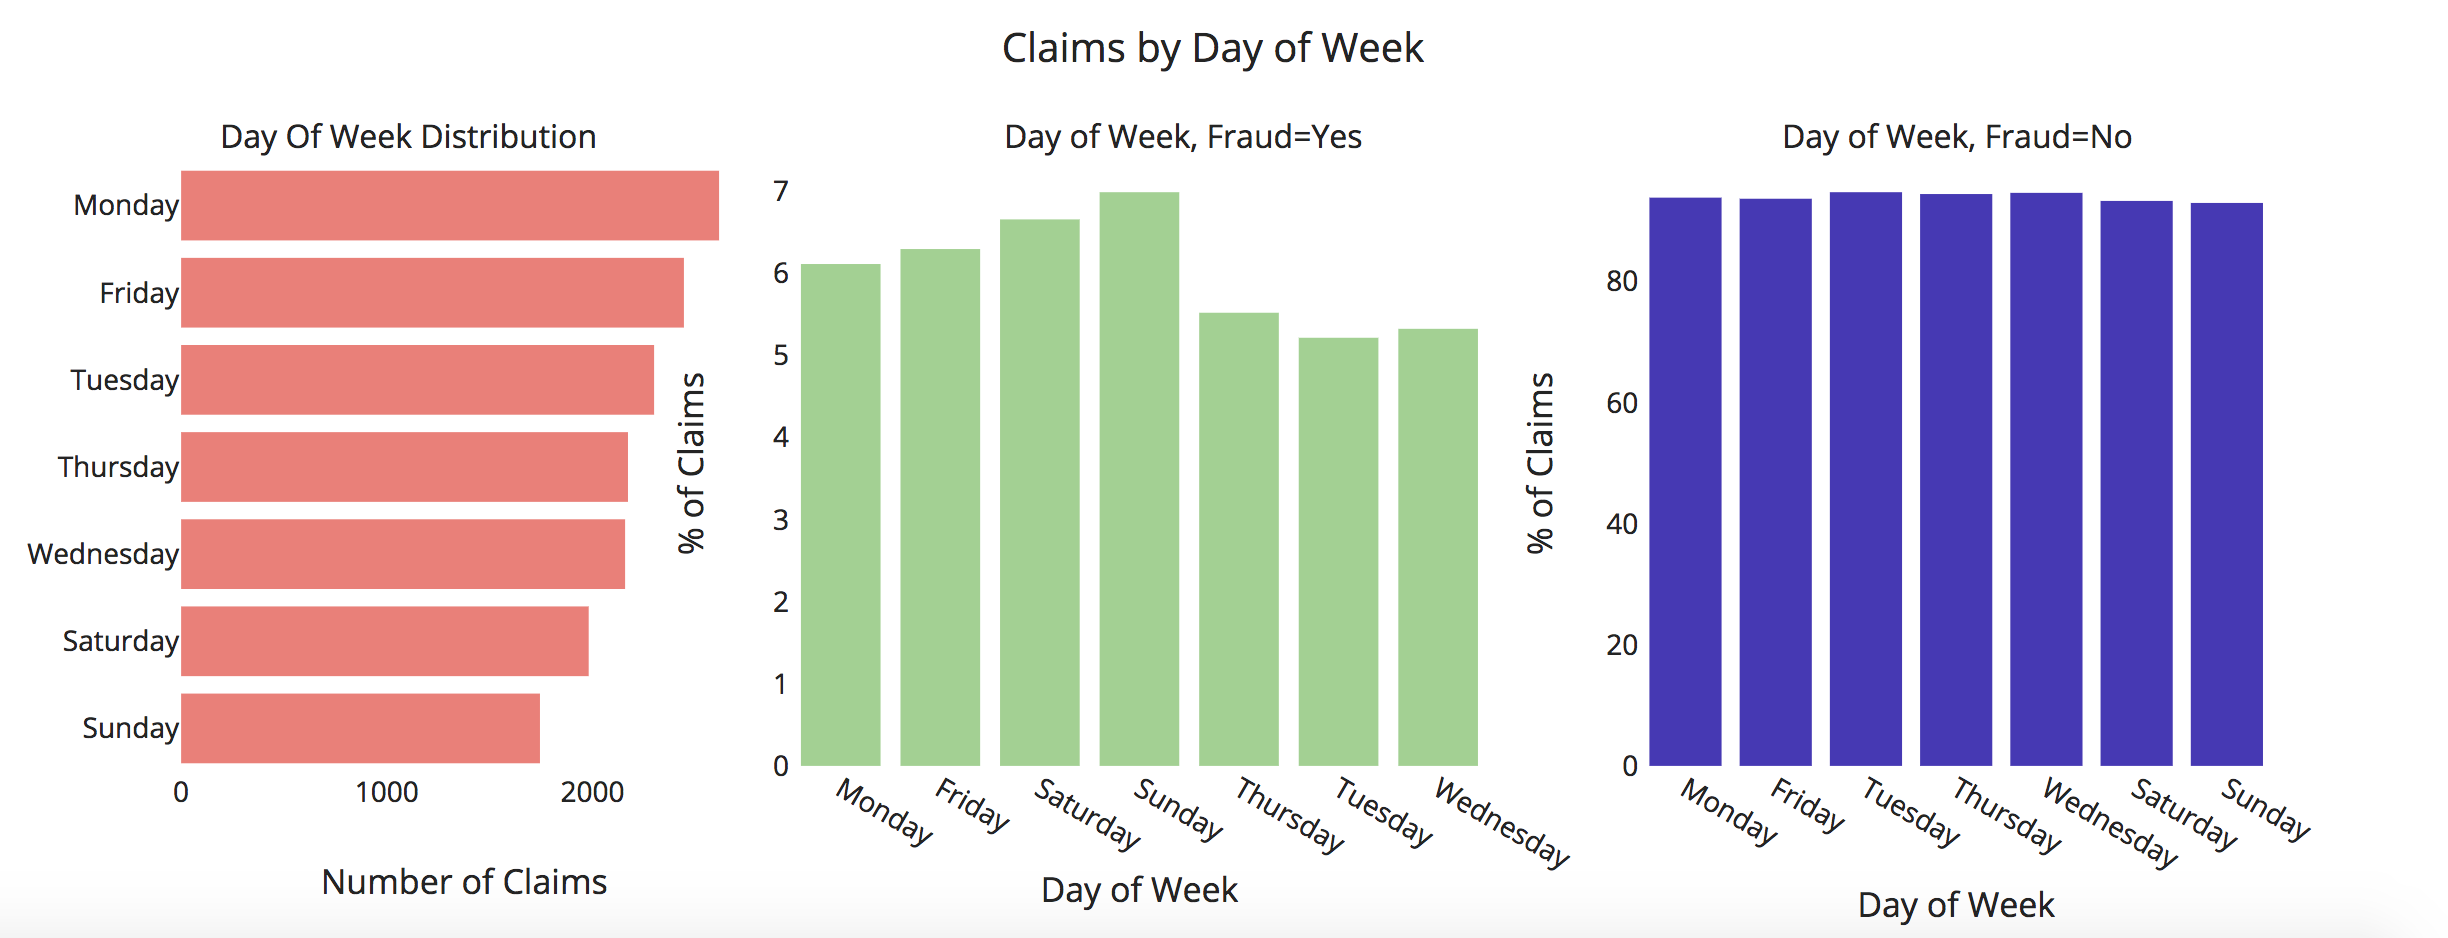 Claims by Day of Week
Day Of Week Distribution
Monday
Friday
Tuesday
Thursday
Wednesday
Saturday
Sunday
0 1000 2000
Number of Claims
Day of Week, Fraud=Yes
% of Claims
7
6
5
4
3
2
1
0
Monday Friday Saturday Sunday Thursday Tuesday Wednesday
Day of Week
Day of Week, Fraud=No
% of Claims
80
60
40
20
0
Monday Friday Tuesday Thursday Wednesday Saturday Sunday
Day of Week